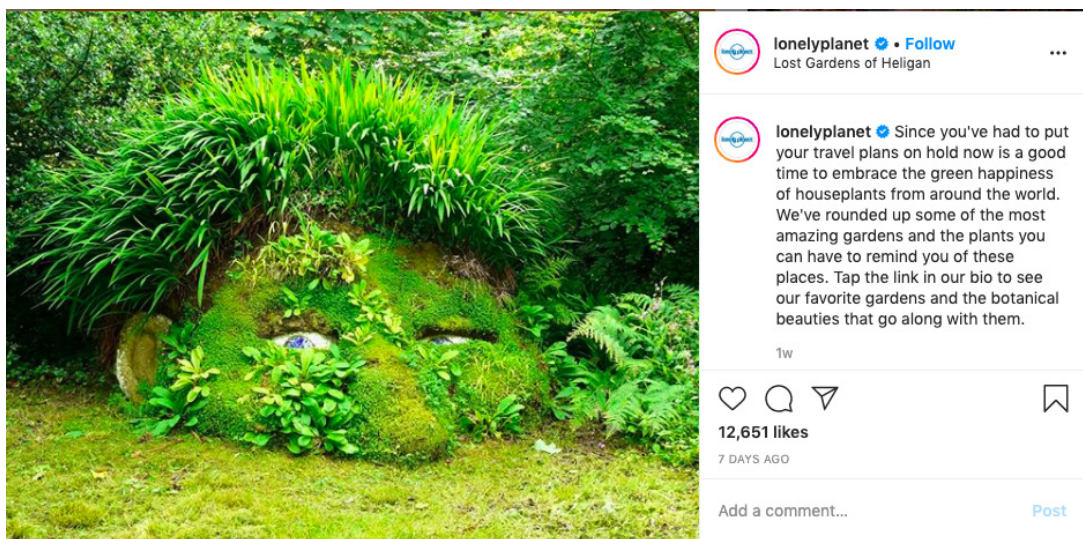 lonelyplanet • Follow
Lost Gardens of Heligan
...
lonely planet
lonelyplanet Since you've had to put
your travel plans on hold now is a good
time to embrace the green happiness
of houseplants from around the world.
We've rounded up some of the most
amazing gardens and the plants you
can have to remind you of these
places. Tap the link in our bio to see
our favorite gardens and the botanical
beauties that go along with them.
lonely planet
1w
12,651 likes
7 DAYS AGO
Add a comment...
Post